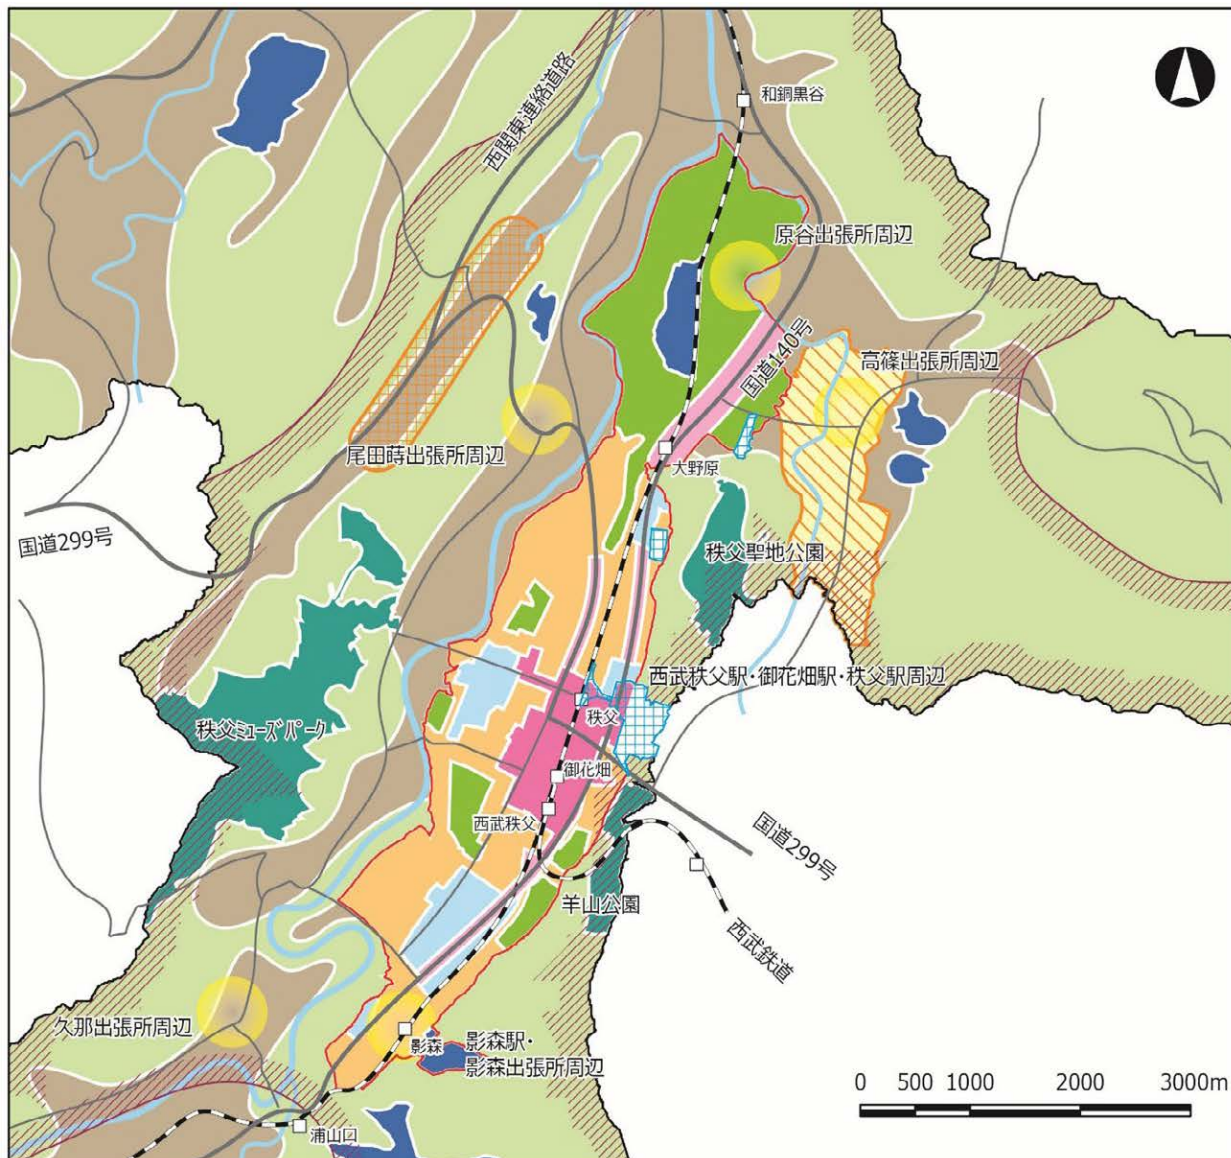 和銅黒谷
西関東連絡道路
原谷出張所周辺
国道140号
高篠出張所周辺
尾田蒔出張所周辺
大野原
国道299号
秩父聖地公園
西武秩父駅・御花畑駅・秩父駅周辺
秩父ミューズパーク
秩父
御花畑
西武秩父
国道299号
羊山公園
西武鉄道
久那出張所周辺
影森
影森駅・
影森出張所周辺
0 500 1000 2000 3000m
浦山口